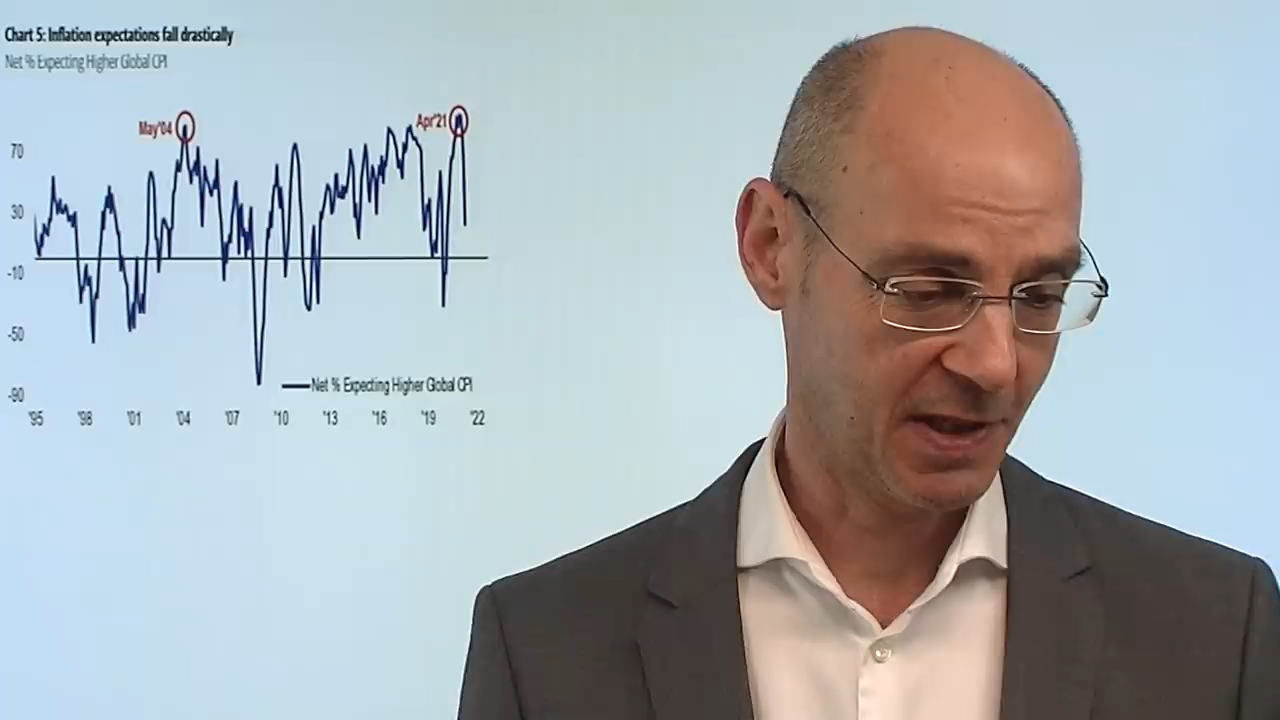 Chart 5: Inflation expectations fall drastically
Net % Expecting Higher Global CPI
May'04
Apr'21
70
30
-10
-50
-90
Net % Expecting Higher Global CPI
'95 '98 '01 '04 '07 '10 '13 '16 '19 '22